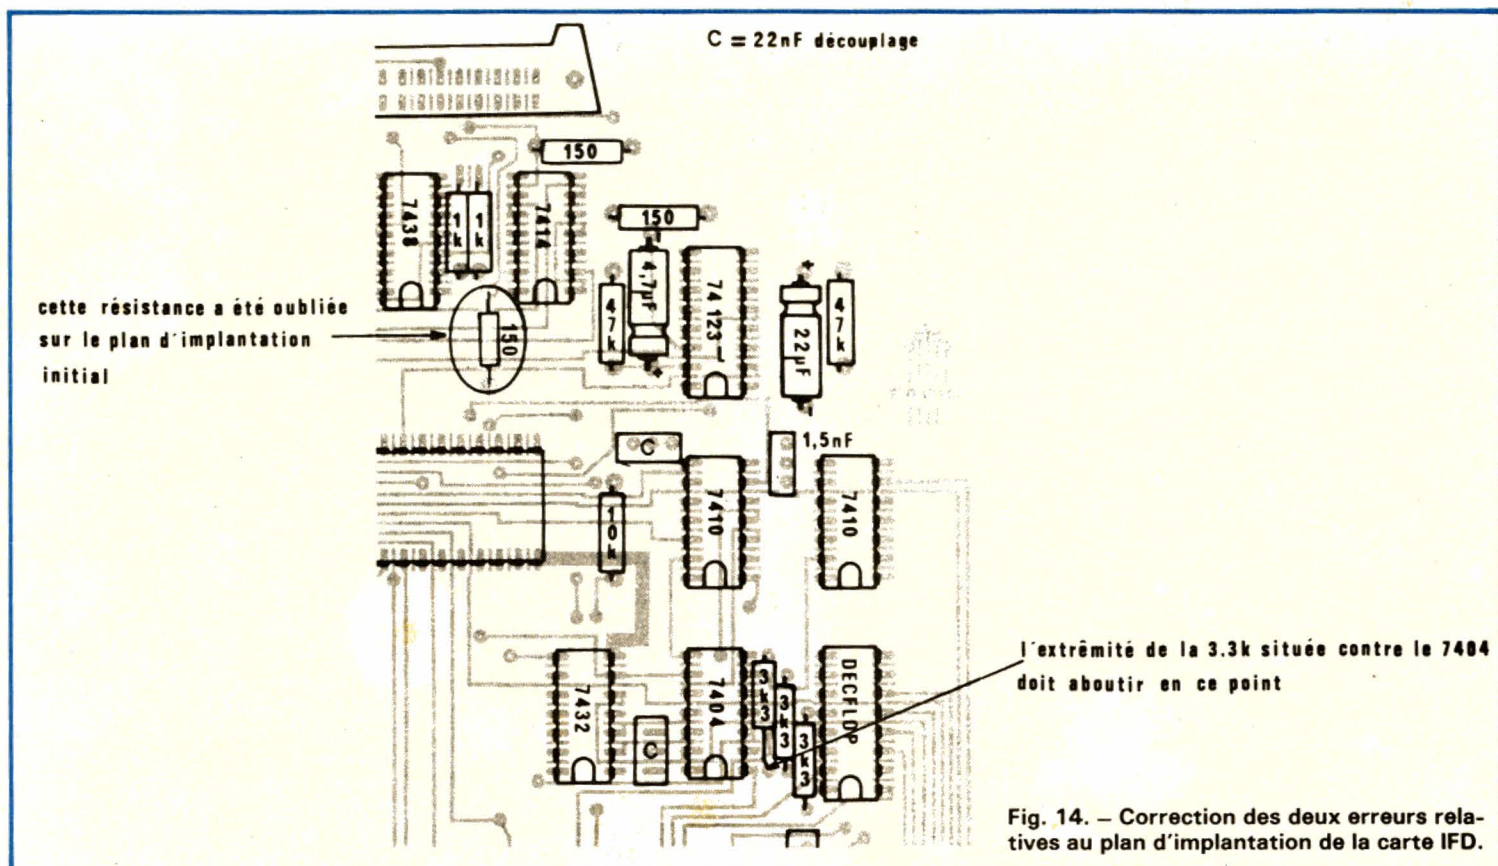 C = 22nF découplage
150
7438
1k
1k
7414
150
4,7µF
47k
74123
22µF
47k
cette résistance a été oubliée
sur le plan d'implantation
initial
150
C
1,5nF
7410
7410
10k
l'extrêmité de la 3.3k située contre le 7404
doit aboutir en ce point
7432
C
7404
3k3
3k3
3k3
DECFLDP
Fig. 14. – Correction des deux erreurs rela-
tives au plan d'implantation de la carte IFD.